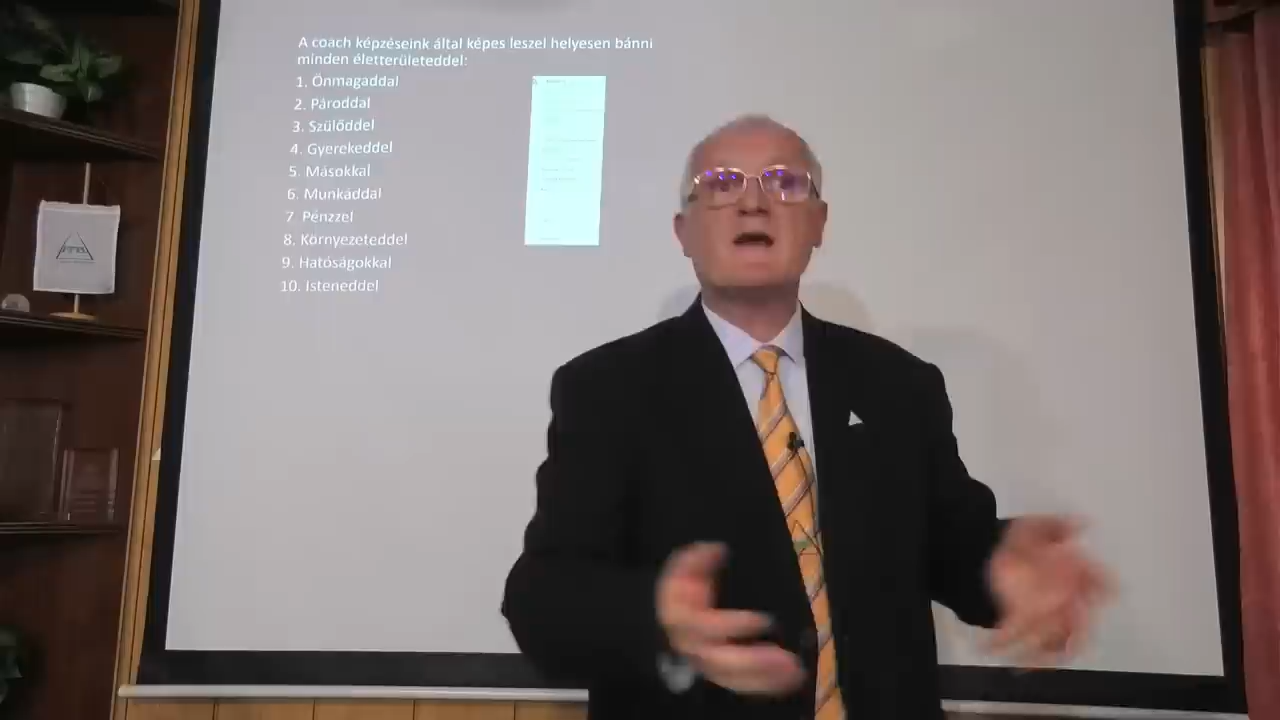 A coach képzéseink által képes leszel helyesen bánni
minden életterületeddel:
1. Önmagaddal
2. Pároddal
3. Szülőddel
4. Gyerekeddel
5. Másokkal
6. Munkáddal
7 Pénzzel
8. Környezeteddel
9. Hatóságokkal
10. Isteneddel